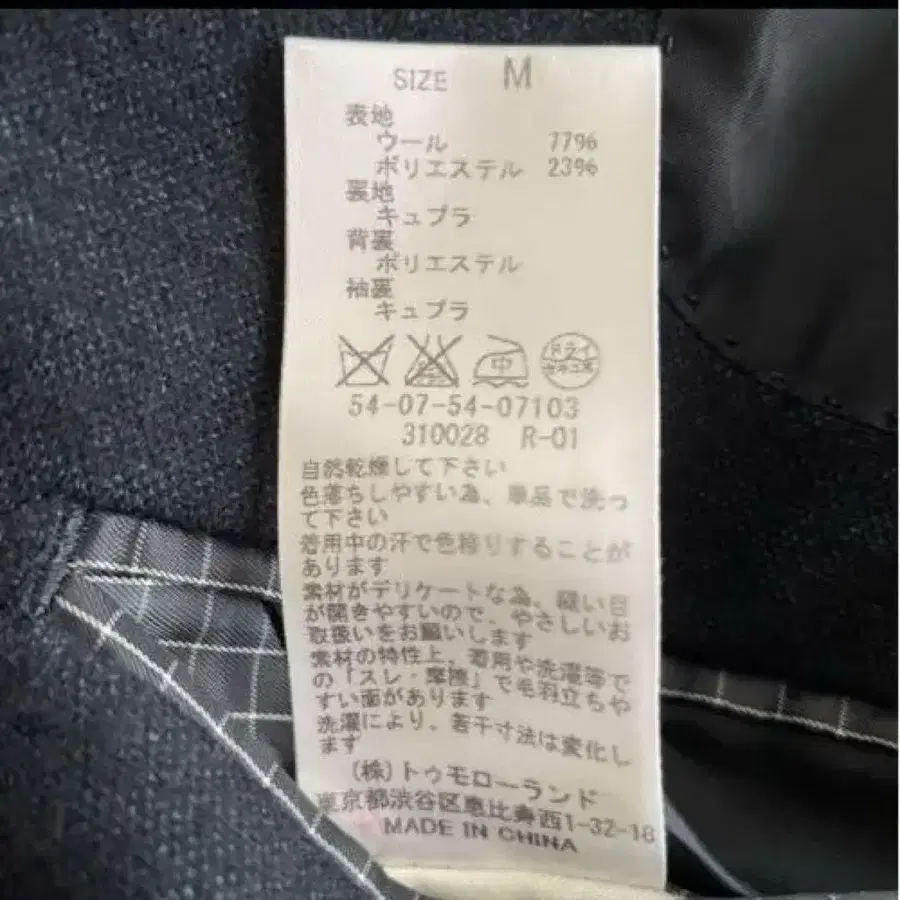 SIZE M
表地
ウール 77%
ポリエステル 23%
裏地
キュプラ
背裏
ポリエステル
袖裏
キュプラ
中 ドライ セキユ系
54-07-54-07103
310028 R-01
自然乾燥して下さい
色落ちしやすい為、単品で洗っ
て下さい
着用中の汗で色移りすることが
あります
素材がデリケートな為、縫い目
が開きやすいので、やさしいお
取扱いをお願いします
素材の特性上、着用や洗濯等で
の「スレ・摩擦」で毛羽立ちや
すい面があります
洗濯により、若干寸法は変化し
ます
(株)トゥモローランド
東京都渋谷区恵比寿西1-32-18
MADE IN CHINA